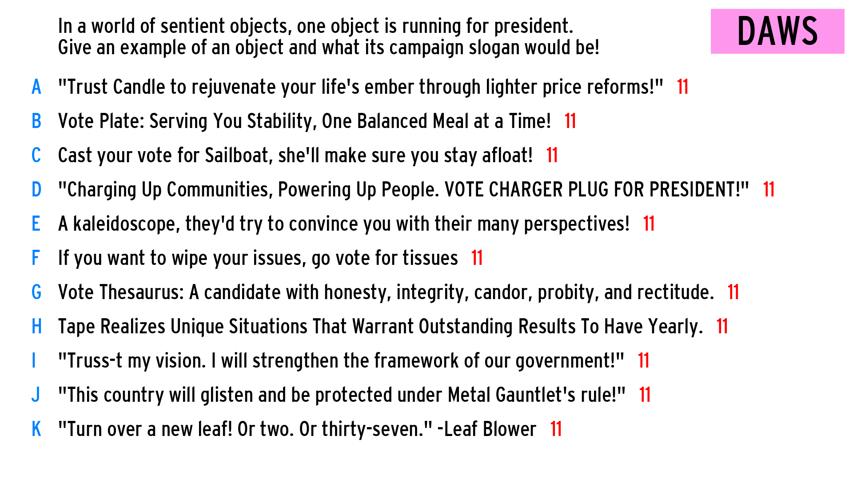 In a world of sentient objects, one object is running for president.
Give an example of an object and what its campaign slogan would be!
DAWS
A "Trust Candle to rejuvenate your life's ember through lighter price reforms!" 11
B Vote Plate: Serving You Stability, One Balanced Meal at a Time! 11
C Cast your vote for Sailboat, she'll make sure you stay afloat! 11
D "Charging Up Communities, Powering Up People. VOTE CHARGER PLUG FOR PRESIDENT!" 11
E A kaleidoscope, they'd try to convince you with their many perspectives! 11
F If you want to wipe your issues, go vote for tissues 11
G Vote Thesaurus: A candidate with honesty, integrity, candor, probity, and rectitude. 11
H Tape Realizes Unique Situations That Warrant Outstanding Results To Have Yearly. 11
I "Truss-t my vision. I will strengthen the framework of our government!" 11
J "This country will glisten and be protected under Metal Gauntlet's rule!" 11
K "Turn over a new leaf! Or two. Or thirty-seven." -Leaf Blower 11